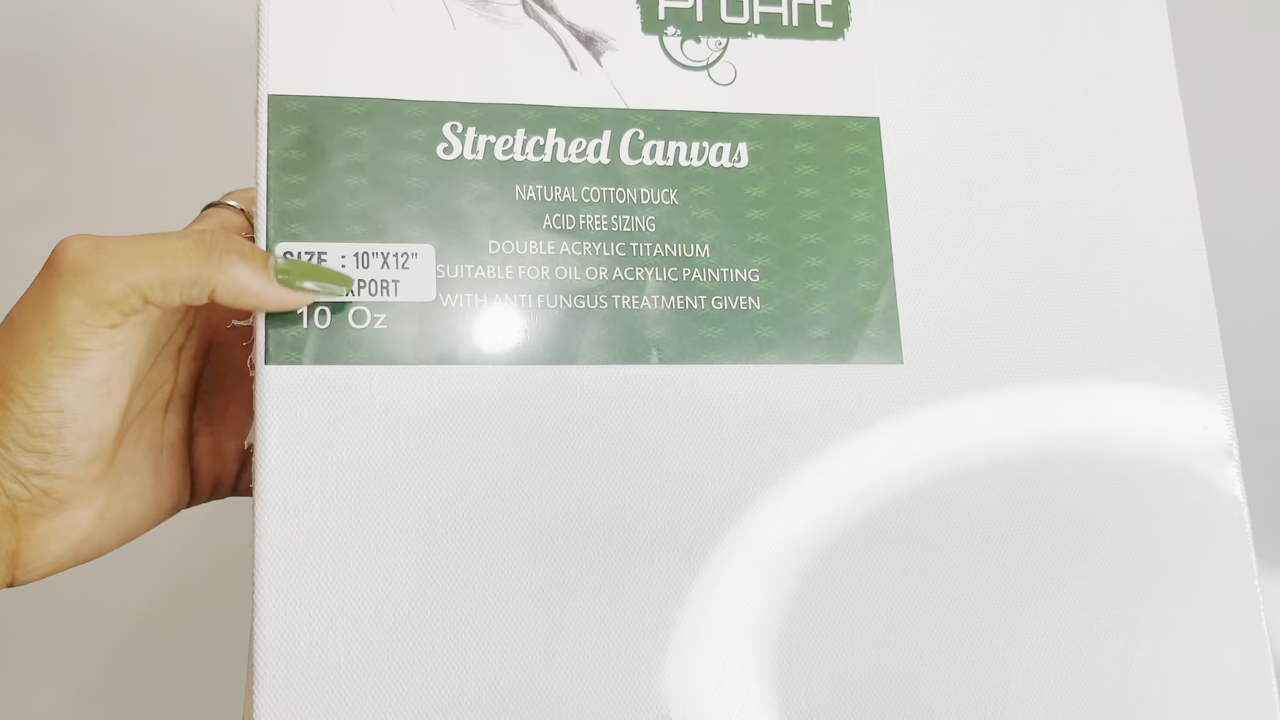 ProArt
Stretched Canvas
NATURAL COTTON DUCK
ACID FREE SIZING
DOUBLE ACRYLIC TITANIUM
SUITABLE FOR OIL OR ACRYLIC PAINTING
WITH ANTI FUNGUS TREATMENT GIVEN
SIZE : 10"X12"
10 Oz